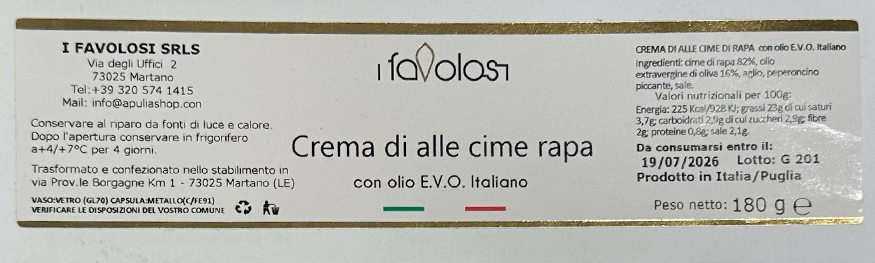 I FAVOLOSI SRLS
Via degli Uffici 2
73025 Martano
Tel:+39 320 574 1415
Mail: info@apuliashop.con
Conservare al riparo da fonti di luce e calore.
Dopo l'apertura conservare in frigorifero
a+4/+7°C per 4 giorni.
Trasformato e confezionato nello stabilimento in
via Prov.le Borgagne Km 1 - 73025 Martano (LE)
VASO:VETRO (GL70) CAPSULA:METALLO(C/FE91)
VERIFICARE LE DISPOSIZIONI DEL VOSTRO COMUNE
i favolosi
Crema di alle cime rapa
con olio E.V.O. Italiano
CREMA DI ALLE CIME DI RAPA con olio E.V.O. Italiano
Ingredienti: cime di rapa 82%, olio
extravergine di oliva 16%, aglio, peperoncino
piccante, sale.
Valori nutrizionali per 100g:
Energia: 225 Kcal/928 KJ; grassi 23g di cui saturi
3,7g; carboidrati 2,9g di cui zuccheri 2,9g; fibre
2g; proteine 0,8g; sale 2,1g.
Da consumarsi entro il:
19/07/2026 Lotto: G 201
Prodotto in Italia/Puglia
Peso netto: 180 g e